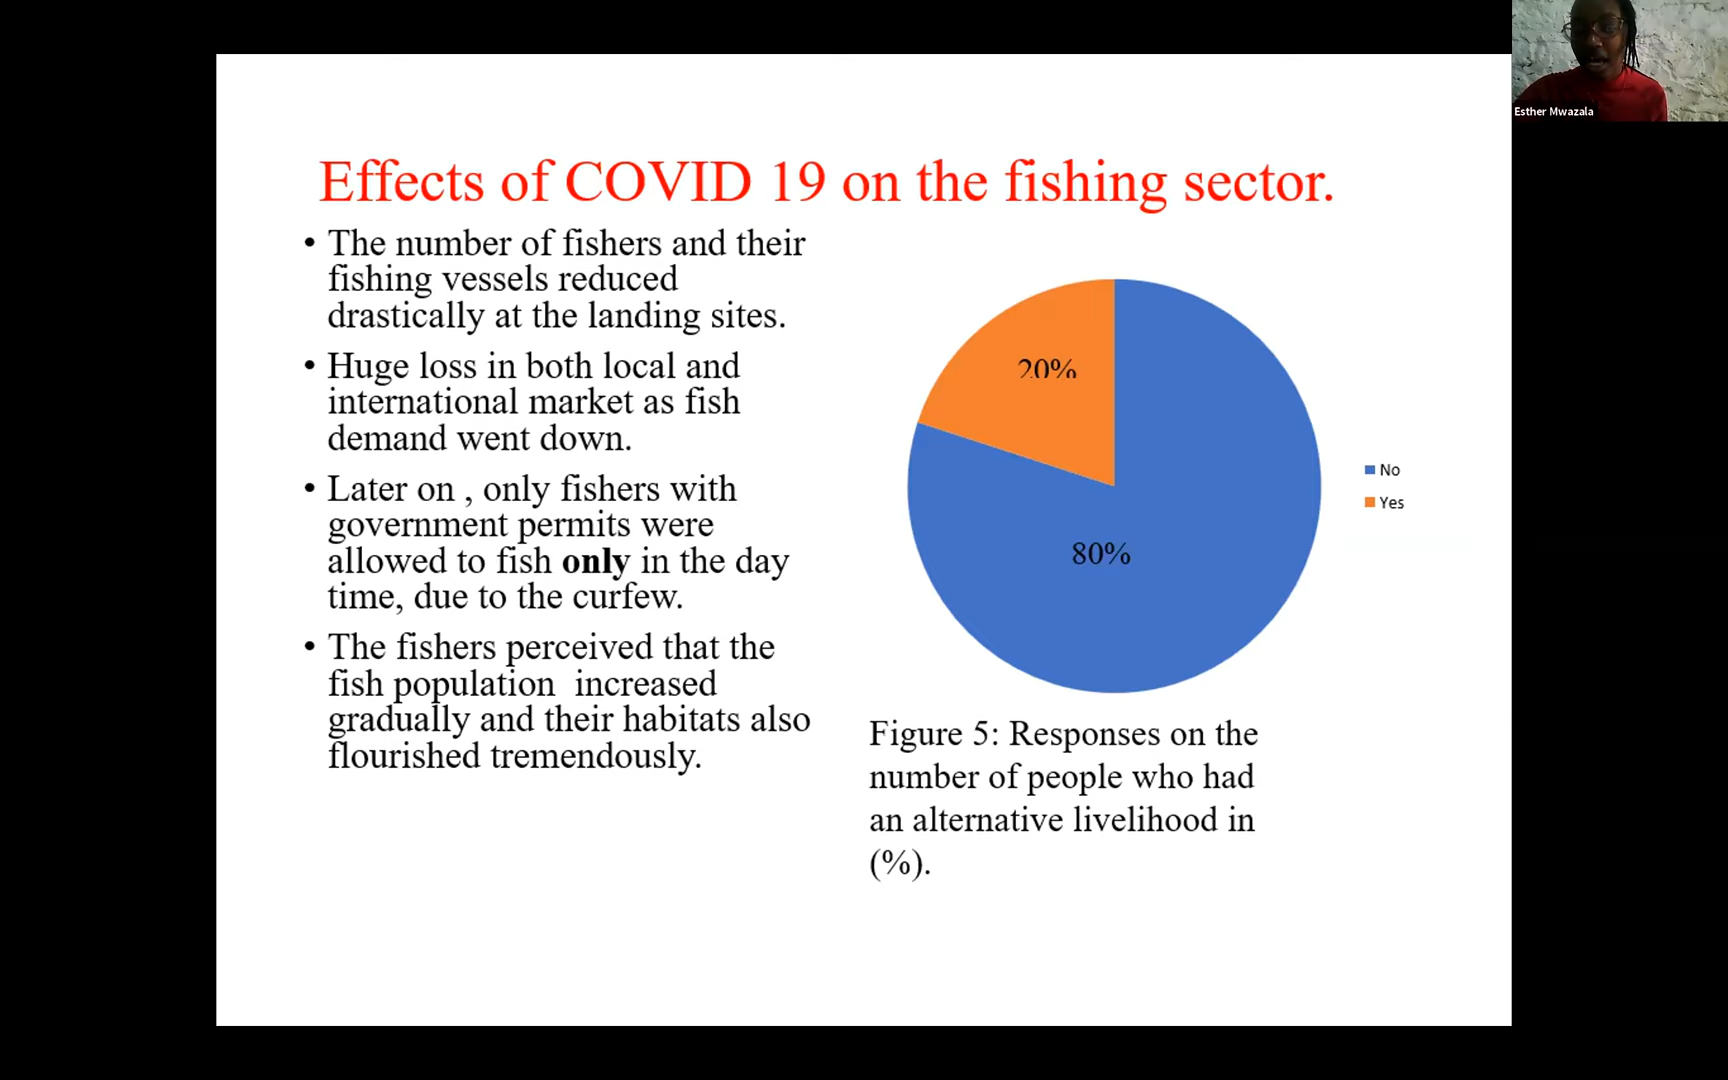 Esther Mwazala
Effects of COVID 19 on the fishing sector.
• The number of fishers and their
fishing vessels reduced
drastically at the landing sites.
• Huge loss in both local and
international market as fish
demand went down.
• Later on , only fishers with
government permits were
allowed to fish only in the day
time, due to the curfew.
• The fishers perceived that the
fish population  increased
gradually and their habitats also
flourished tremendously.
20%
80%
No
Yes
Figure 5: Responses on the
number of people who had
an alternative livelihood in
(%).